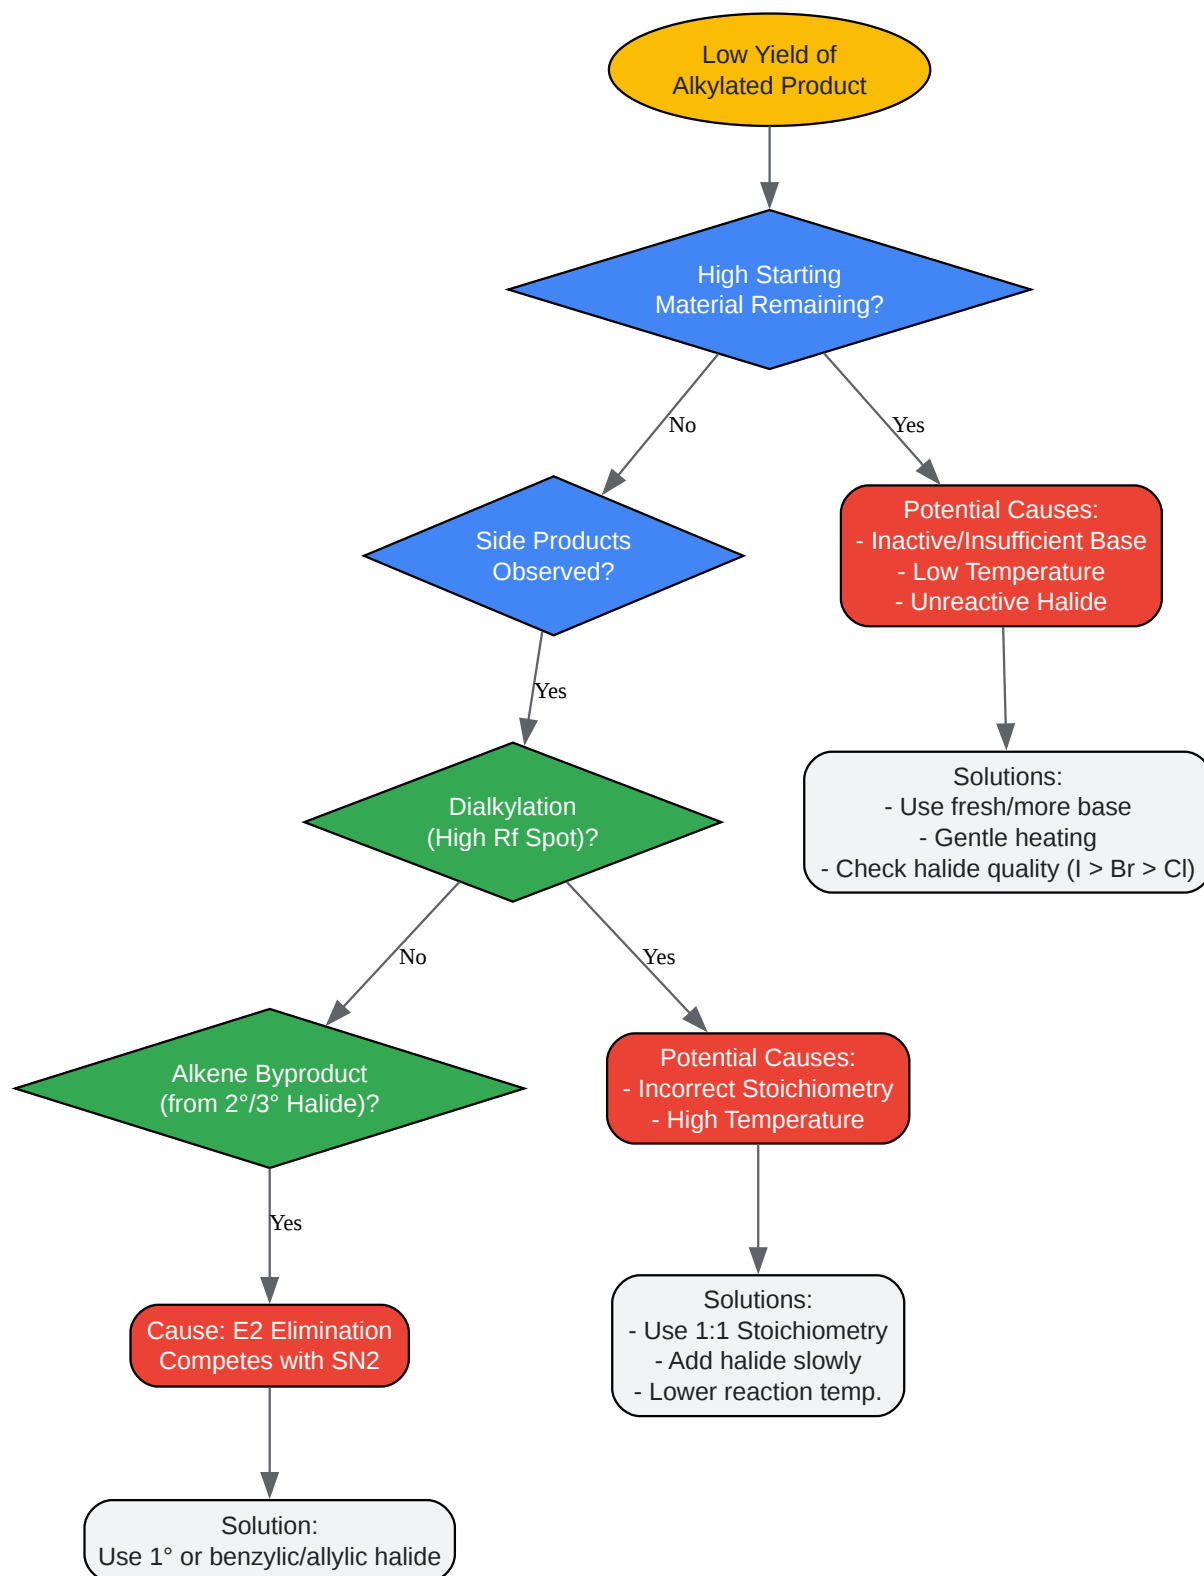 Low Yield of
Alkylated Product
High Starting
Material Remaining?
No
Yes
Side Products
Observed?
Potential Causes:
- Inactive/Insufficient Base
- Low Temperature
- Unreactive Halide
Yes
Solutions:
- Use fresh/more base
- Gentle heating
- Check halide quality (I > Br > Cl)
Dialkylation
(High Rf Spot)?
No
Yes
Alkene Byproduct
(from 2°/3° Halide)?
Potential Causes:
- Incorrect Stoichiometry
- High Temperature
Yes
Solutions:
- Use 1:1 Stoichiometry
- Add halide slowly
- Lower reaction temp.
Cause: E2 Elimination
Competes with SN2
Solution:
Use 1° or benzylic/allylic halide